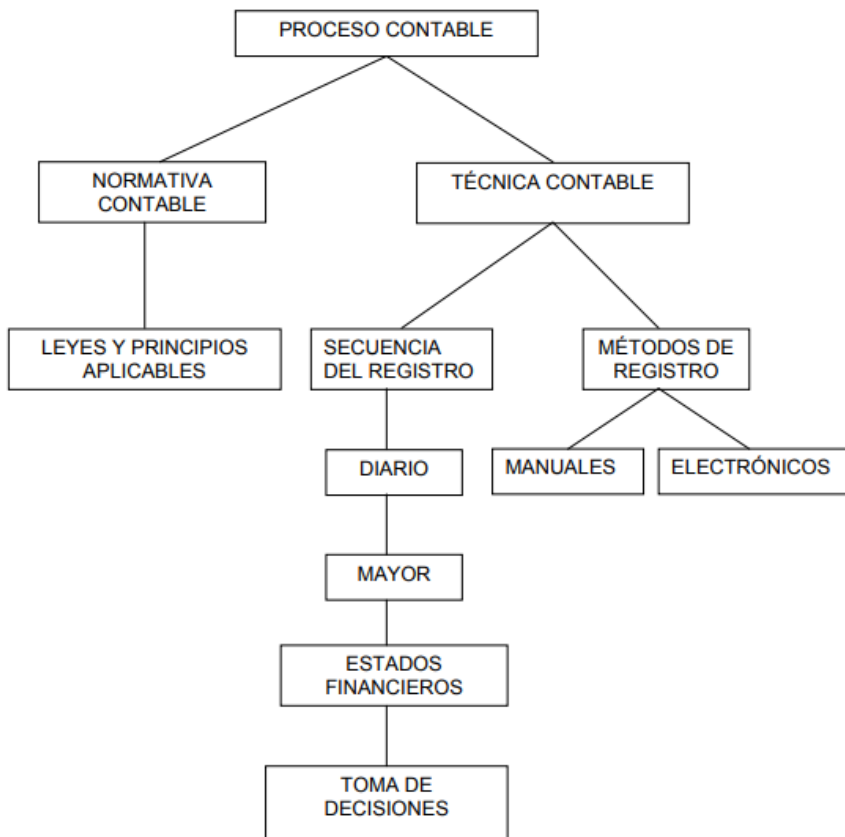 PROCESO CONTABLE
NORMATIVA
CONTABLE
TÉCNICA CONTABLE
LEYES Y PRINCIPIOS
APLICABLES
SECUENCIA
DEL REGISTRO
MÉTODOS DE
REGISTRO
DIARIO
MANUALES
ELECTRÓNICOS
MAYOR
ESTADOS
FINANCIEROS
TOMA DE
DECISIONES